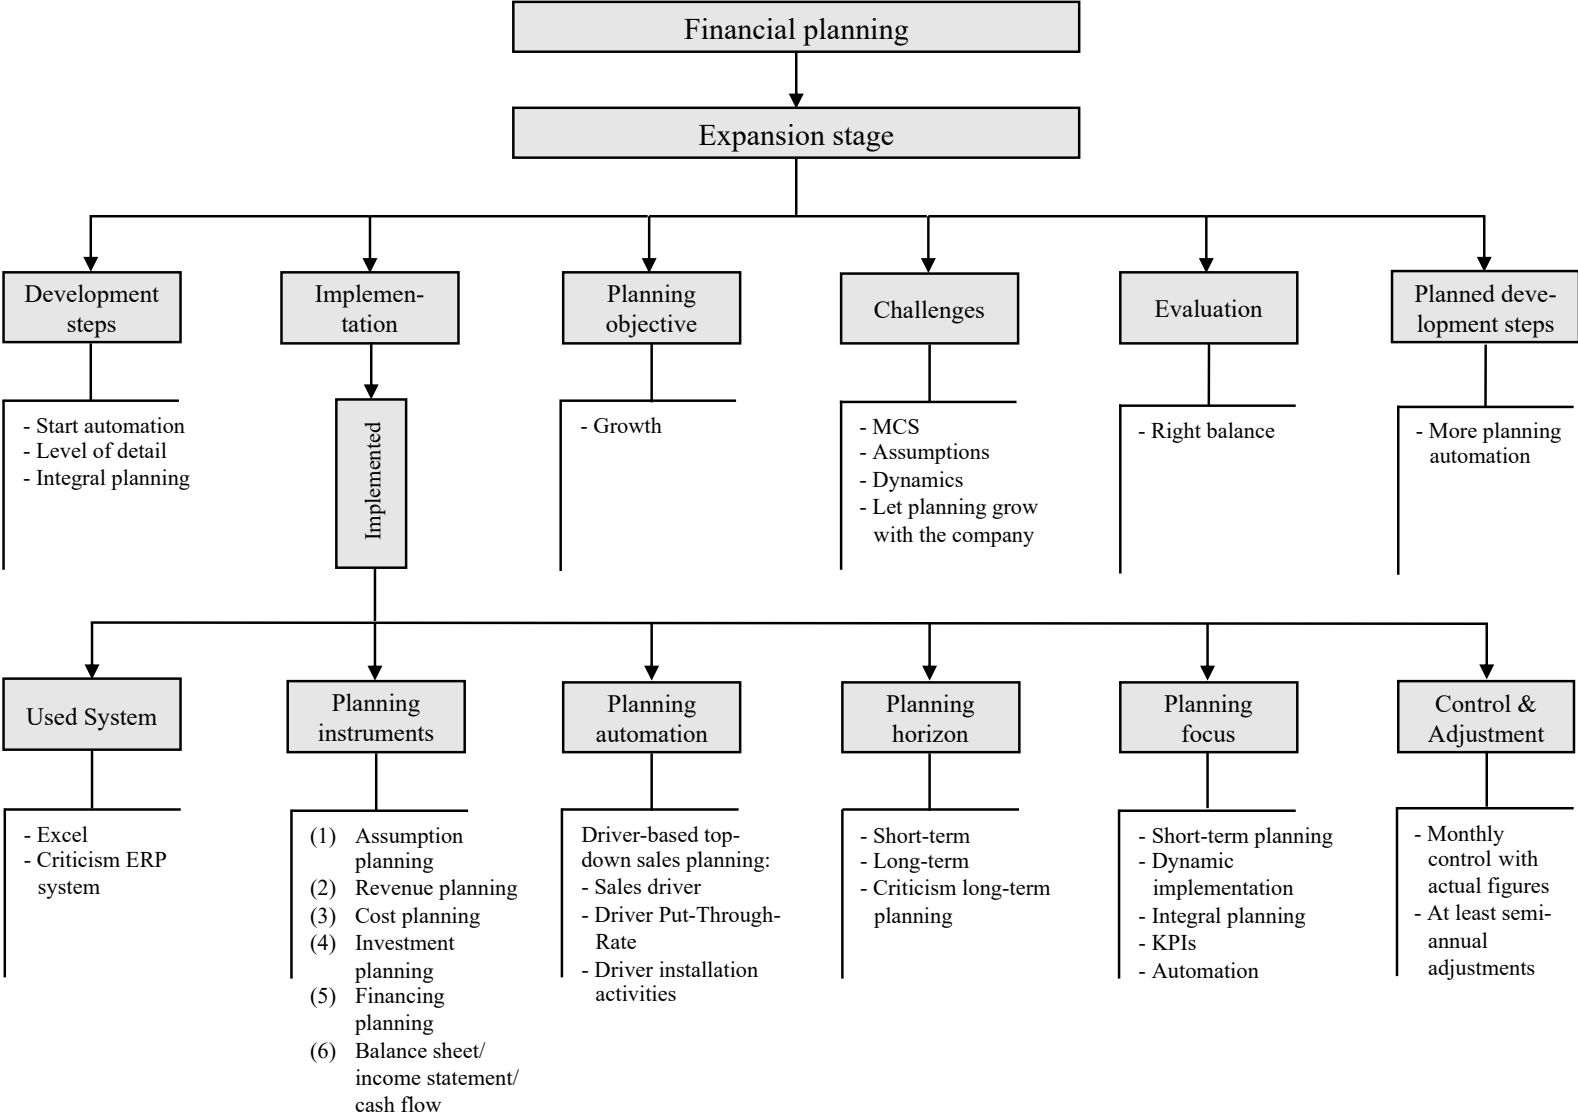 Financial planning
Expansion stage
Development
steps
Implemen-
tation
Planning
objective
Challenges
Evaluation
Planned deve-
lopment steps
- Start automation
- Level of detail
- Integral planning
Implemented
- Growth
- MCS
- Assumptions
- Dynamics
- Let planning grow
with the company
- Right balance
- More planning
automation
Used System
Planning
instruments
Planning
automation
Planning
horizon
Planning
focus
Control &
Adjustment
- Excel
- Criticism ERP
system
(1) Assumption
planning
(2) Revenue planning
(3) Cost planning
(4) Investment
planning
(5) Financing
planning
(6) Balance sheet/
income statement/
cash flow
Driver-based top-
down sales planning:
- Sales driver
- Driver Put-Through-
Rate
- Driver installation
activities
- Short-term
- Long-term
- Criticism long-term
planning
- Short-term planning
- Dynamic
implementation
- Integral planning
- KPIs
- Automation
- Monthly
control with
actual figures
- At least semi-
annual
adjustments